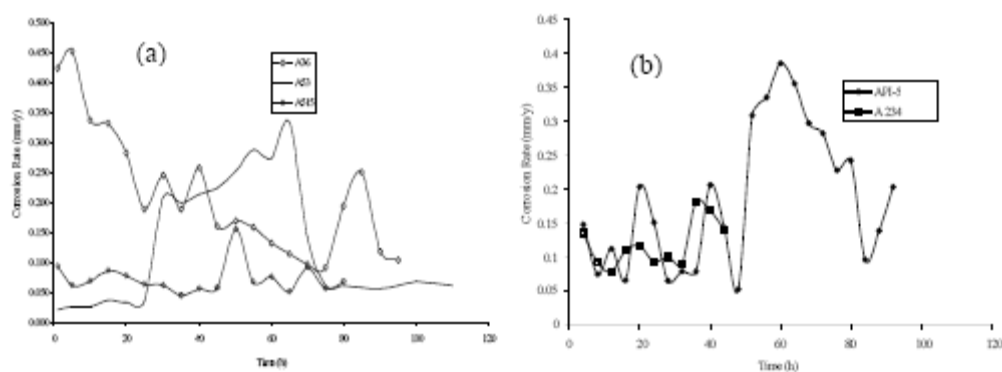 0.500
0.450
0.400
0.350
0.300
0.250
0.200
0.150
0.100
0.050
0.000
Corrosion Rate (mm/y)
(a)
A36
A53
A515
0 20 40 60 80 100 120
Time (h)
0.45
0.4
0.35
0.3
0.25
0.2
0.15
0.1
0.05
0
Corrosion Rate (mm/y)
(b)
API-5
A 234
0 20 40 60 80 100 120
Time (h)